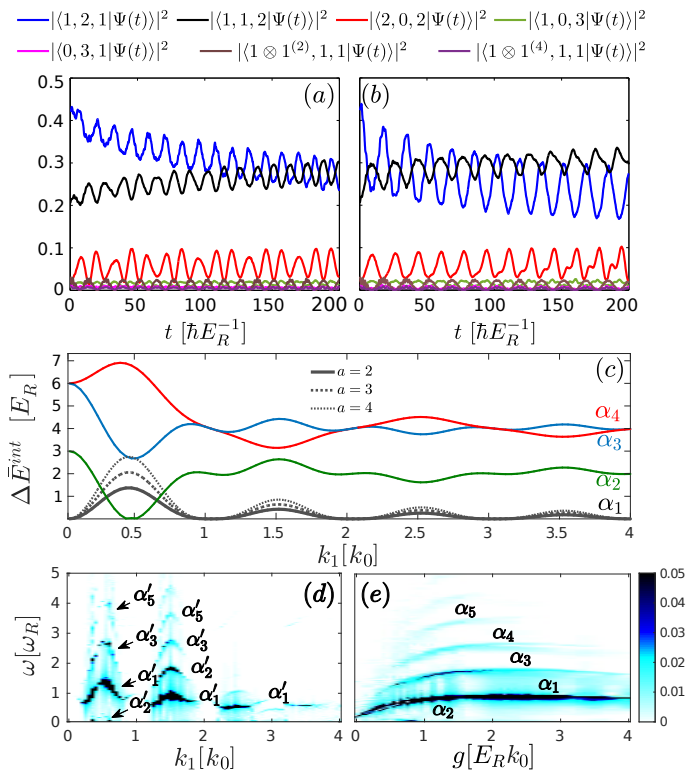 |⟨1, 2, 1|Ψ(t)⟩|² |⟨1, 1, 2|Ψ(t)⟩|² |⟨2, 0, 2|Ψ(t)⟩|² |⟨1, 0, 3|Ψ(t)⟩|²
|⟨0, 3, 1|Ψ(t)⟩|² |⟨1 ⊗ 1⁽²⁾, 1, 1|Ψ(t)⟩|² |⟨1 ⊗ 1⁽⁴⁾, 1, 1|Ψ(t)⟩|²
0.5 (a) (b)
0.4
0.3
0.2
0.1
0
0 50 100 150 200 0 50 100 150 200
t [ħE_R⁻¹] t [ħE_R⁻¹]
7 (c)
6 a = 2
5 a = 3
4 a = 4 α₄
3 α₃
2 α₂
1 α₁
ΔĒ^int [E_R]
0 0.5 1 1.5 2 2.5 3 3.5 4
k₁[k₀]
5 (d) (e) 0.05
4 α′₅ α′₅ α₅ 0.04
3 α′₃ α′₃ α₄ 0.03
2 α′₁ α′₂ α₃ 0.02
1 α′₂ α′₁ α′₁ α₁ 0.01
0 α₂ 0
ω[ω_R]
0 1 2 3 4 0 1 2 3 4
k₁[k₀] g[E_Rk₀]